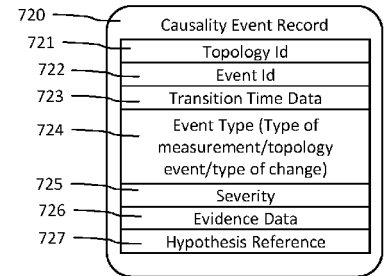 720
Causality Event Record
721
Topology Id
722
Event Id
723
Transition Time Data
724
Event Type (Type of
measurement/topology
event/type of change)
725
Severity
726
Evidence Data
727
Hypothesis Reference